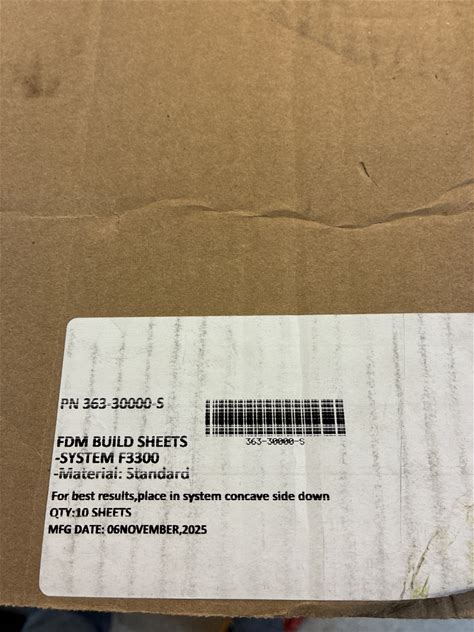 PN 363-30000-S
363-30000-S
FDM BUILD SHEETS
-SYSTEM F3300
-Material: Standard
For best results,place in system concave side down
QTY:10 SHEETS
MFG DATE: 06NOVEMBER,2025